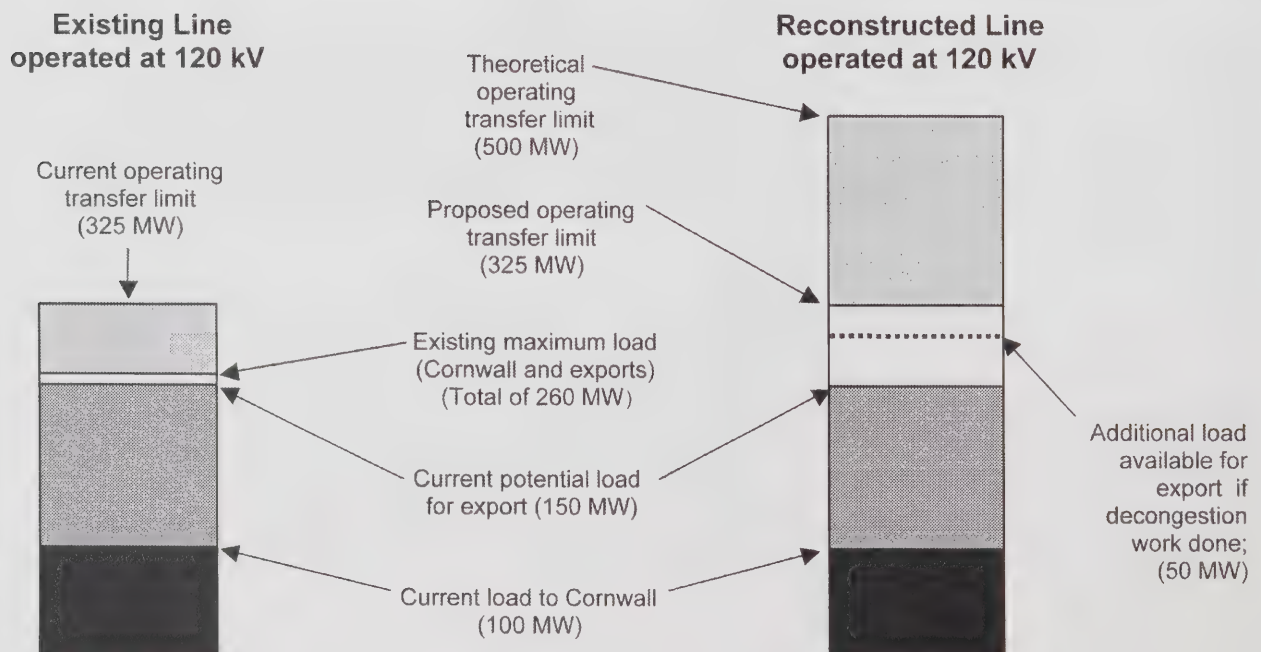 Existing Line
operated at 120 kV
Reconstructed Line
operated at 120 kV
Theoretical
operating
transfer limit
(500 MW)
Current operating
transfer limit
(325 MW)
Proposed operating
transfer limit
(325 MW)
Existing maximum load
(Cornwall and exports)
(Total of 260 MW)
Current potential load
for export (150 MW)
Additional load
available for
export if
decongestion
work done;
(50 MW)
Current load to Cornwall
(100 MW)